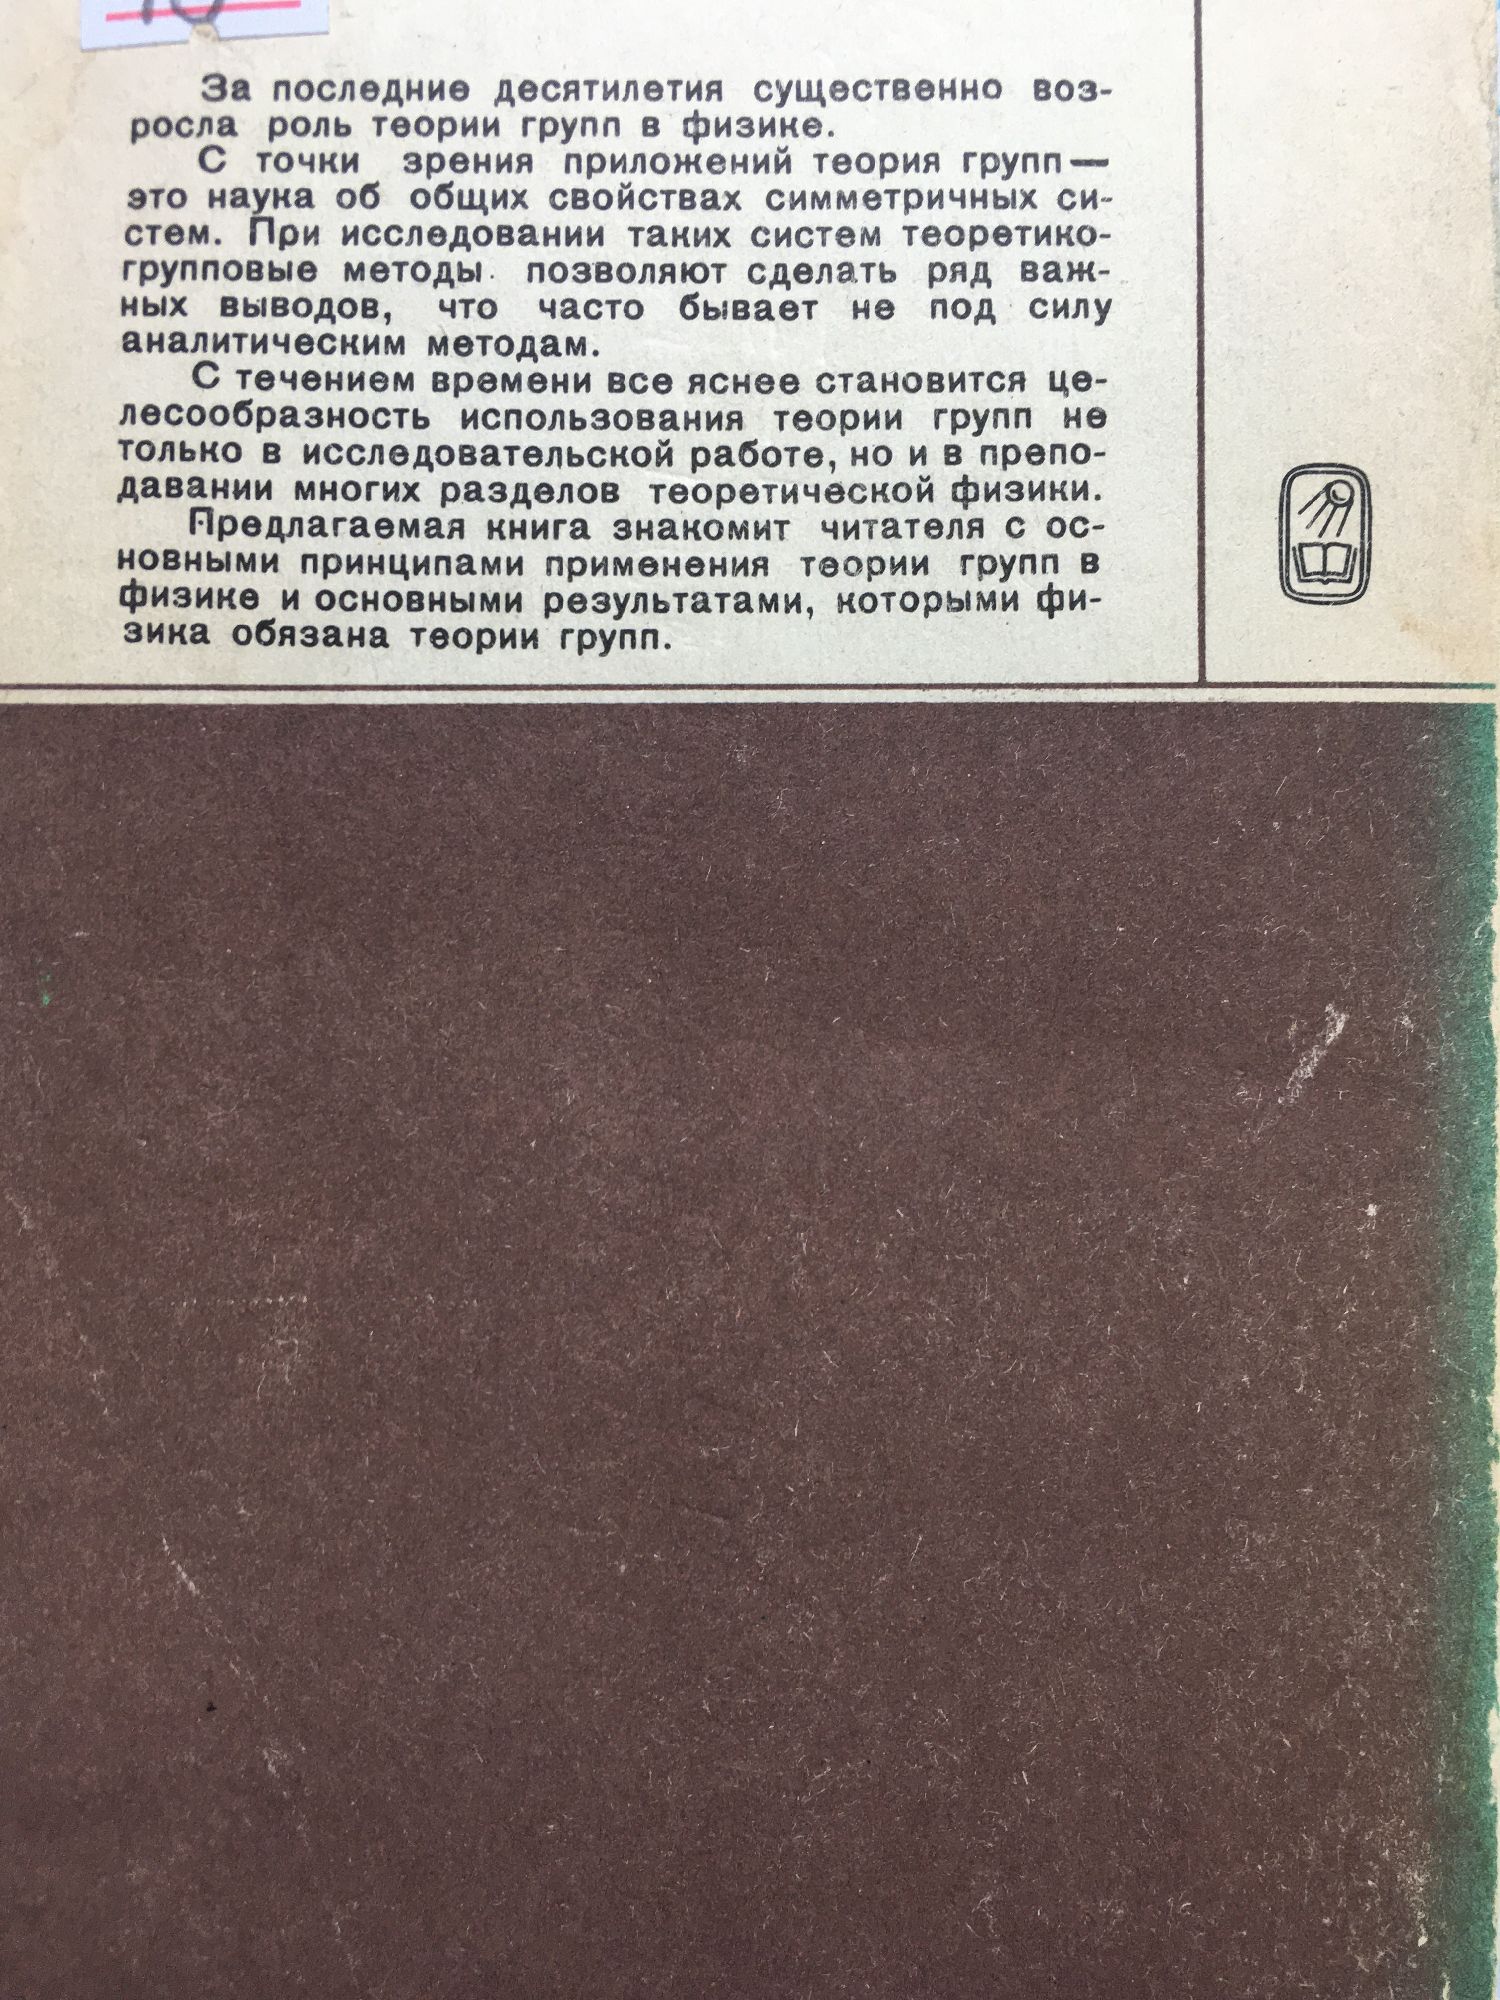 За последние десятилетия существенно воз-
росла роль теории групп в физике.
С точки зрения приложений теория групп —
это наука об общих свойствах симметричных си-
стем. При исследовании таких систем теоретико-
групповые методы позволяют сделать ряд важ-
ных выводов, что часто бывает не под силу
аналитическим методам.
С течением времени все яснее становится це-
лесообразность использования теории групп не
только в исследовательской работе, но и в препо-
давании многих разделов теоретической физики.
Предлагаемая книга знакомит читателя с ос-
новными принципами применения теории групп в
физике и основными результатами, которыми фи-
зика обязана теории групп.